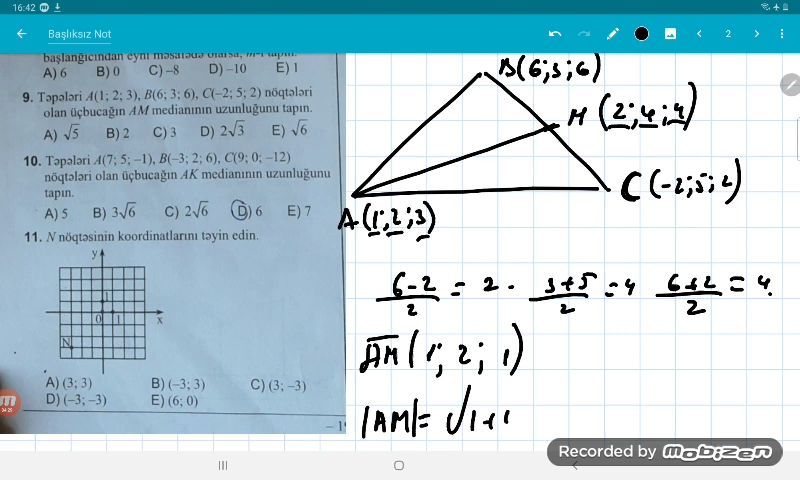 16:42
Başlıksız Not
2
başlanğıcından eyni məsafədə olarsa,
A) 6 B) 0 C) –8 D) –10 E) 1
9. Təpələri A(1; 2; 3), B(6; 3; 6), C(–2; 5; 2) nöqtələri
olan üçbucağın AM medianının uzunluğunu tapın.
A) √5 B) 2 C) 3 D) 2√3 E) √6
10. Təpələri A(7; 5; –1), B(–3; 2; 6), C(9; 0; –12)
nöqtələri olan üçbucağın AK medianının uzunluğunu
tapın.
A) 5 B) 3√6 C) 2√6 D) 6 E) 7
11. N nöqtəsinin koordinatlarını təyin edin.
y
1
0 1 x
N
A) (3; 3) B) (–3; 3) C) (3; –3)
D) (–3; –3) E) (6; 0)
B(6;3;6)
M(2;4;4)
C(-2;5;2)
A(1;2;3)
6-2/2 = 2 . 3+5/2 = 4 6+2/2 = 4.
AM(1; 2; 1)
|AM|= √1+
Recorded by mobizen